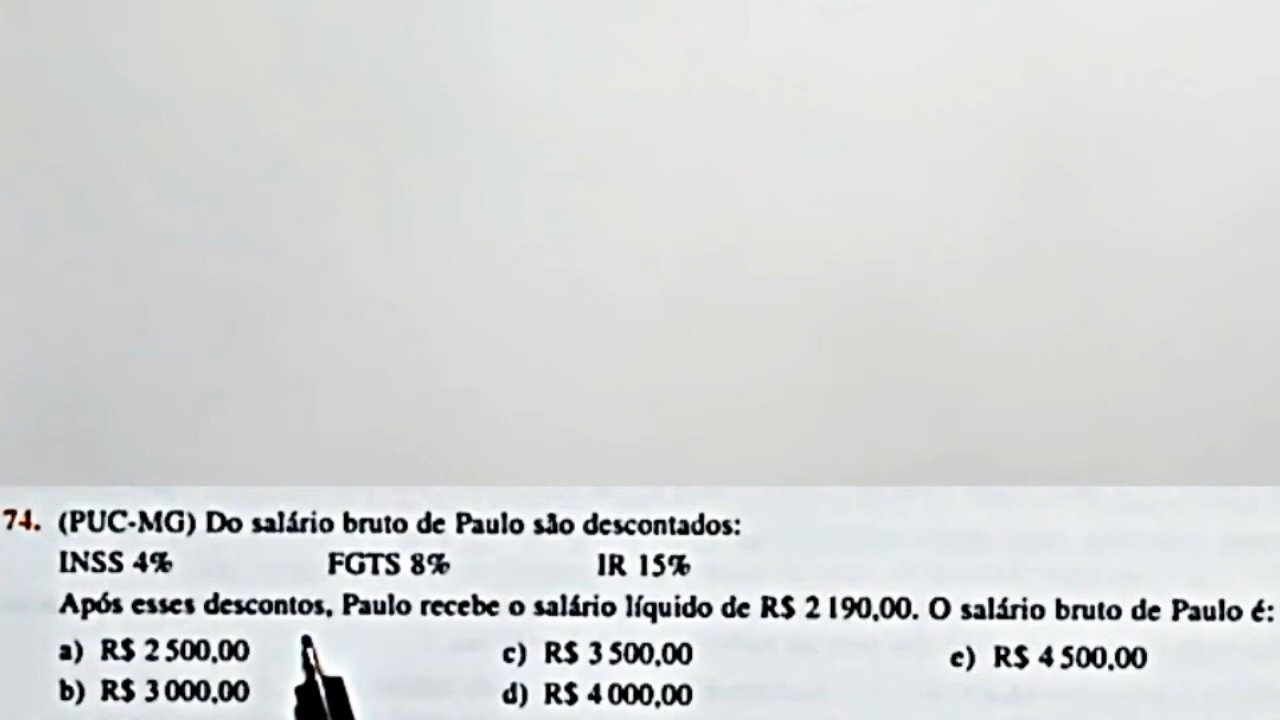 74. (PUC-MG) Do salário bruto de Paulo são descontados:
INSS 4% FGTS 8% IR 15%
Após esses descontos, Paulo recebe o salário líquido de R$ 2 190,00. O salário bruto de Paulo é:
a) R$ 2 500,00 c) R$ 3 500,00 e) R$ 4 500,00
b) R$ 3 000,00 d) R$ 4 000,00